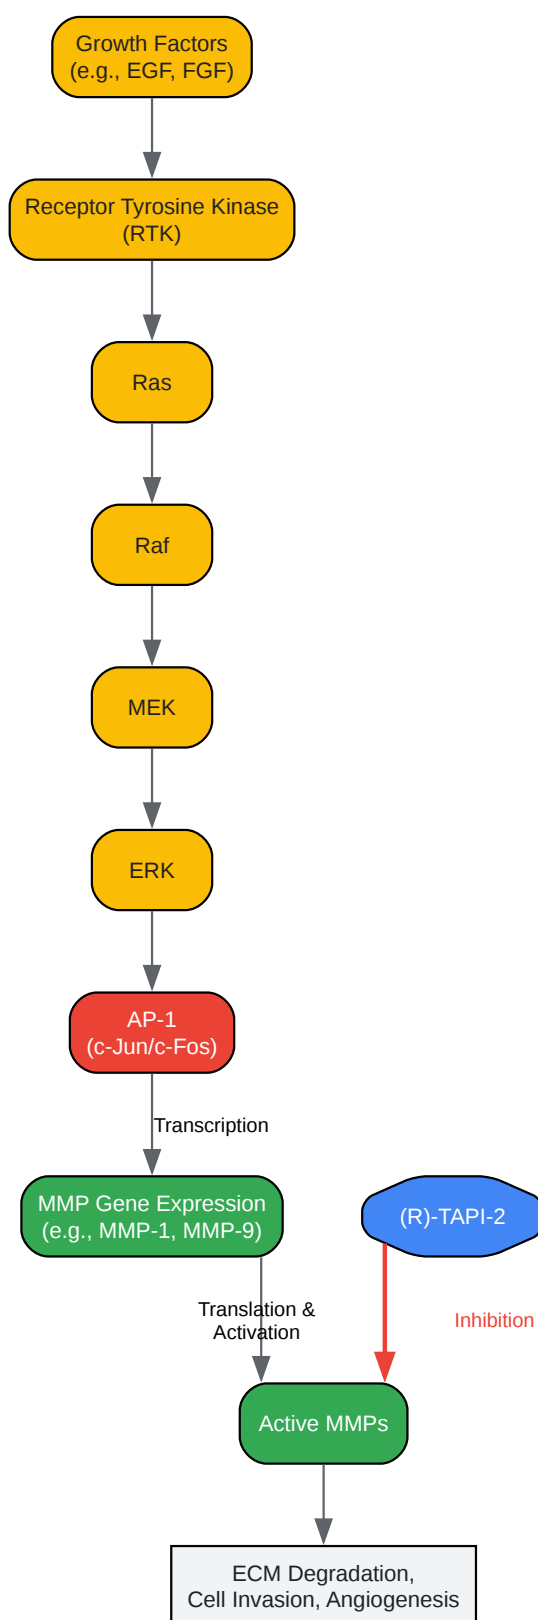 Growth Factors
(e.g., EGF, FGF)
Receptor Tyrosine Kinase
(RTK)
Ras
Raf
MEK
ERK
AP-1
(c-Jun/c-Fos)
Transcription
MMP Gene Expression
(e.g., MMP-1, MMP-9)
(R)-TAPI-2
Translation &
Activation
Inhibition
Active MMPs
ECM Degradation,
Cell Invasion, Angiogenesis